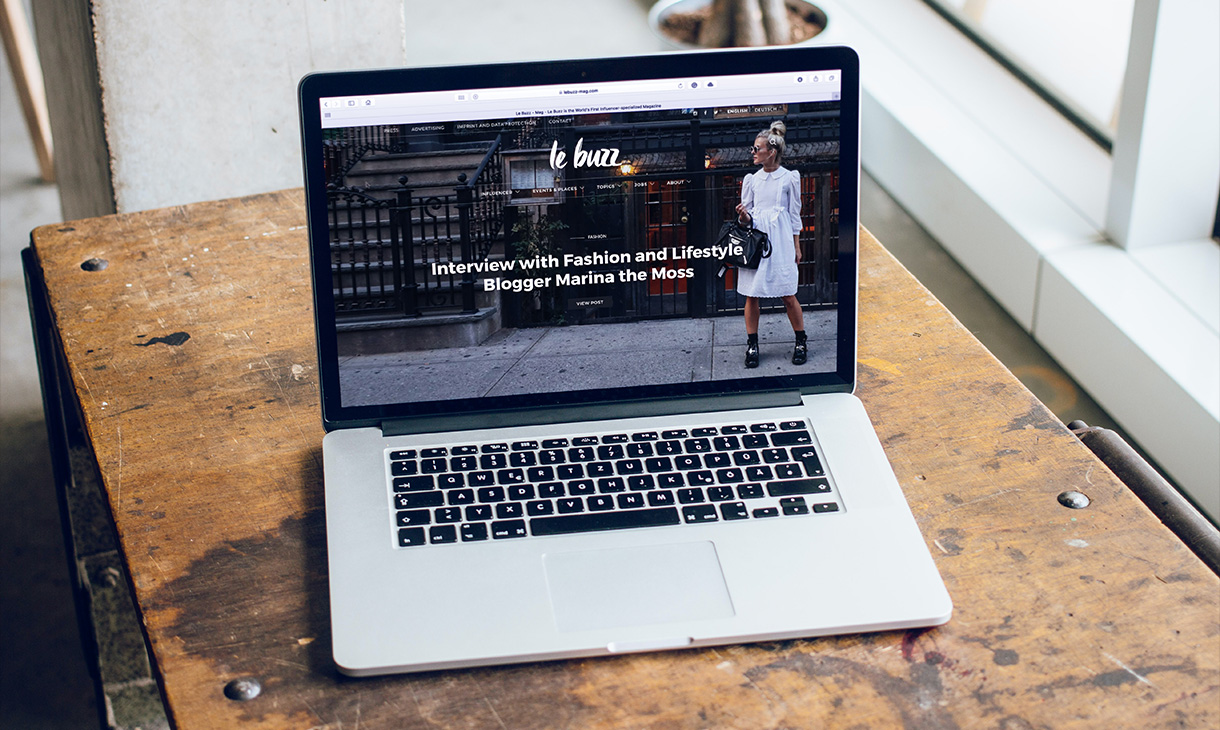 lebuzz-mag.com
Le Buzz - Mag - Le Buzz is the World's First Influencer-specialized Magazine
PRESS ADVERTISING IMPRINT AND DATA PROTECTION CONTACT ENGLISH DEUTSCH
le buzz
INFLUENCER EVENTS & PLACES TOPICS JOBS ABOUT
FASHION
Interview with Fashion and Lifestyle
Blogger Marina the Moss
VIEW POST